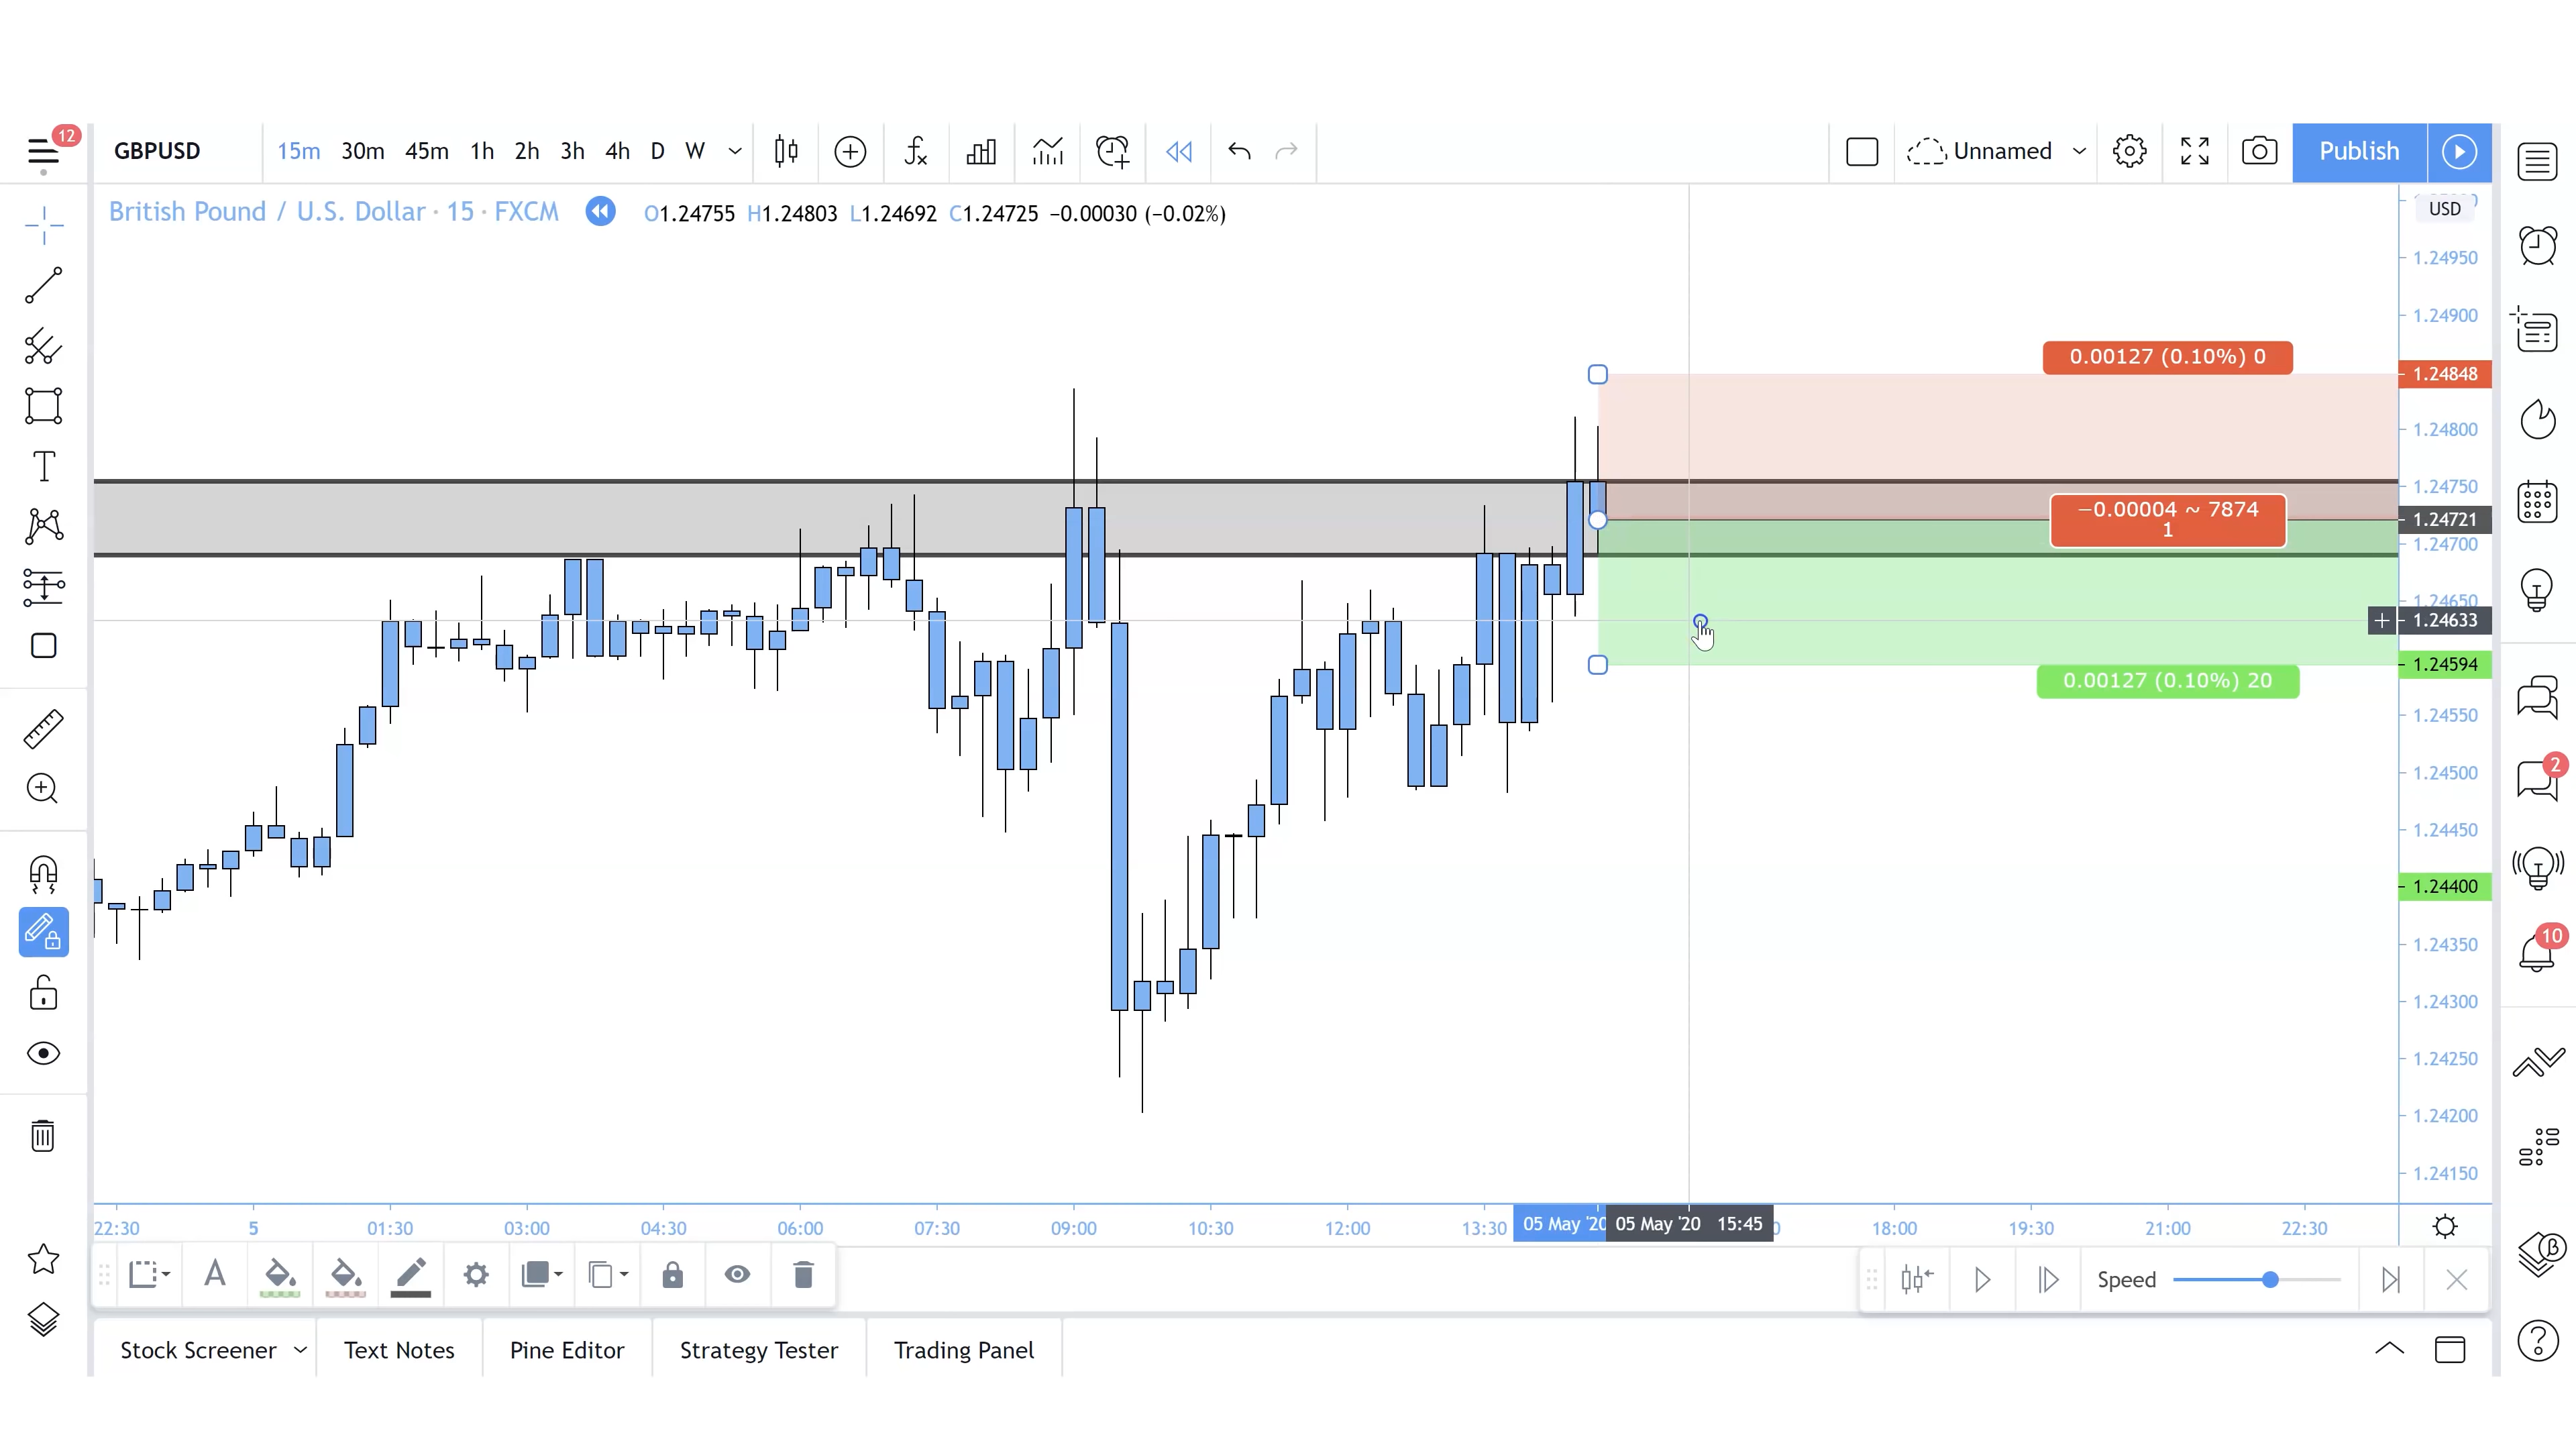 12
GBPUSD
15m 30m 45m 1h 2h 3h 4h D W
Unnamed
Publish
British Pound / U.S. Dollar · 15 · FXCM
O1.24755 H1.24803 L1.24692 C1.24725 −0.00030 (−0.02%)
USD
1.24950
1.24900
0.00127 (0.10%) 0
1.24848
1.24800
1.24750
−0.00004 ~ 7874
1
1.24721
1.24700
1.24650
1.24633
1.24594
0.00127 (0.10%) 20
1.24550
1.24500
1.24450
1.24400
1.24350
1.24300
1.24250
1.24200
1.24150
2
10
22:30 5 01:30 03:00 04:30 06:00 07:30 09:00 10:30 12:00 13:30 05 May '20 05 May '20 15:45 18:00 19:30 21:00 22:30
A
Speed
β
Stock Screener Text Notes Pine Editor Strategy Tester Trading Panel